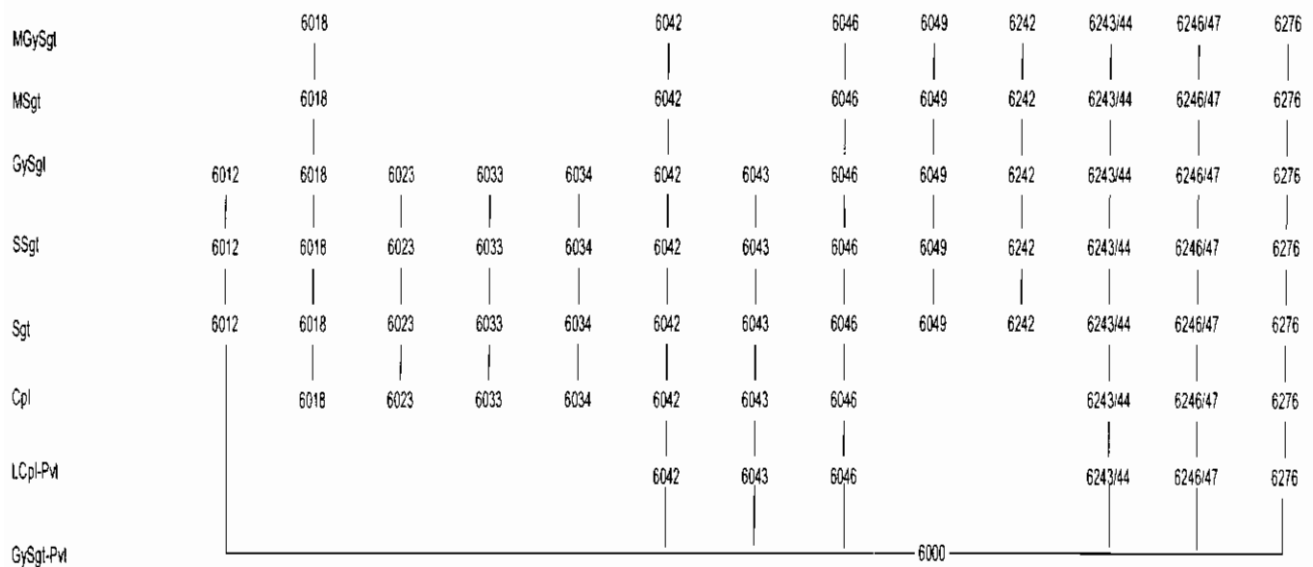 MGySgt 6018 6042 6046 6049 6242 6243/44 6246/47 6276
MSgt 6018 6042 6046 6049 6242 6243/44 6246/47 6276
GySgt 6012 6018 6023 6033 6034 6042 6043 6046 6049 6242 6243/44 6246/47 6276
SSgt 6012 6018 6023 6033 6034 6042 6043 6046 6049 6242 6243/44 6246/47 6276
Sgt 6012 6018 6023 6033 6034 6042 6043 6046 6049 6242 6243/44 6246/47 6276
Cpl 6018 6023 6033 6034 6042 6043 6046 6243/44 6246/47 6276
LCpl-Pvt 6042 6043 6046 6243/44 6246/47 6276
GySgt-Pvt 6000